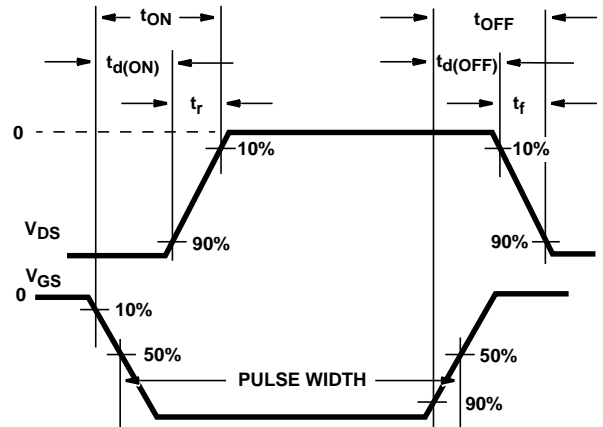 tON
tOFF
td(ON)
td(OFF)
tr
tf
0
10%
10%
VDS
90%
90%
VGS
0
10%
50%
50%
PULSE WIDTH
90%